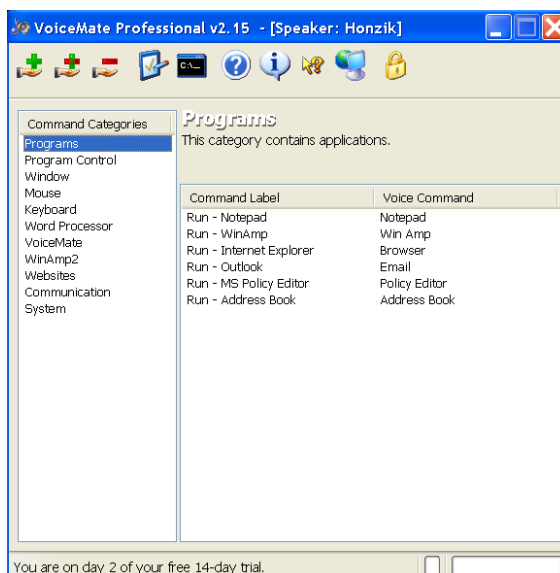 VoiceMate Professional v2.15 - [Speaker: Honzik]
C:\_
Programs
This category contains applications.
Command Categories
Programs
Program Control
Window
Mouse
Keyboard
Word Processor
VoiceMate
WinAmp2
Websites
Communication
System
Command Label Voice Command
Run - Notepad Notepad
Run - WinAmp Win Amp
Run - Internet Explorer Browser
Run - Outlook Email
Run - MS Policy Editor Policy Editor
Run - Address Book Address Book
You are on day 2 of your free 14-day trial.